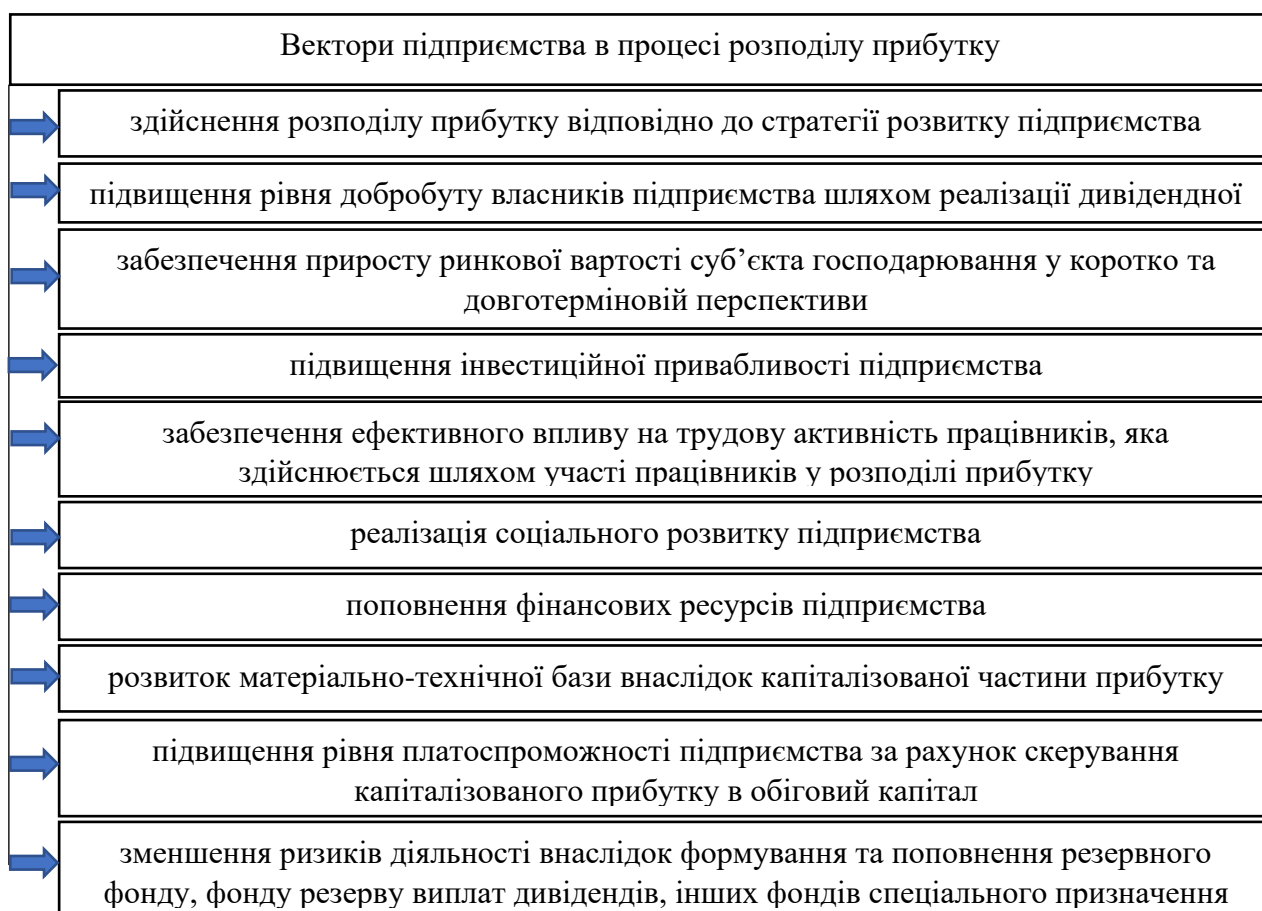 Вектори підприємства в процесі розподілу прибутку
здійснення розподілу прибутку відповідно до стратегії розвитку підприємства
підвищення рівня добробуту власників підприємства шляхом реалізації дивідендної
забезпечення приросту ринкової вартості суб’єкта господарювання у коротко та
довготерміновій перспективи
підвищення інвестиційної привабливості підприємства
забезпечення ефективного впливу на трудову активність працівників, яка
здійснюється шляхом участі працівників у розподілі прибутку
реалізація соціального розвитку підприємства
поповнення фінансових ресурсів підприємства
розвиток матеріально-технічної бази внаслідок капіталізованої частини прибутку
підвищення рівня платоспроможності підприємства за рахунок скерування
капіталізованого прибутку в обіговий капітал
зменшення ризиків діяльності внаслідок формування та поповнення резервного
фонду, фонду резерву виплат дивідендів, інших фондів спеціального призначення